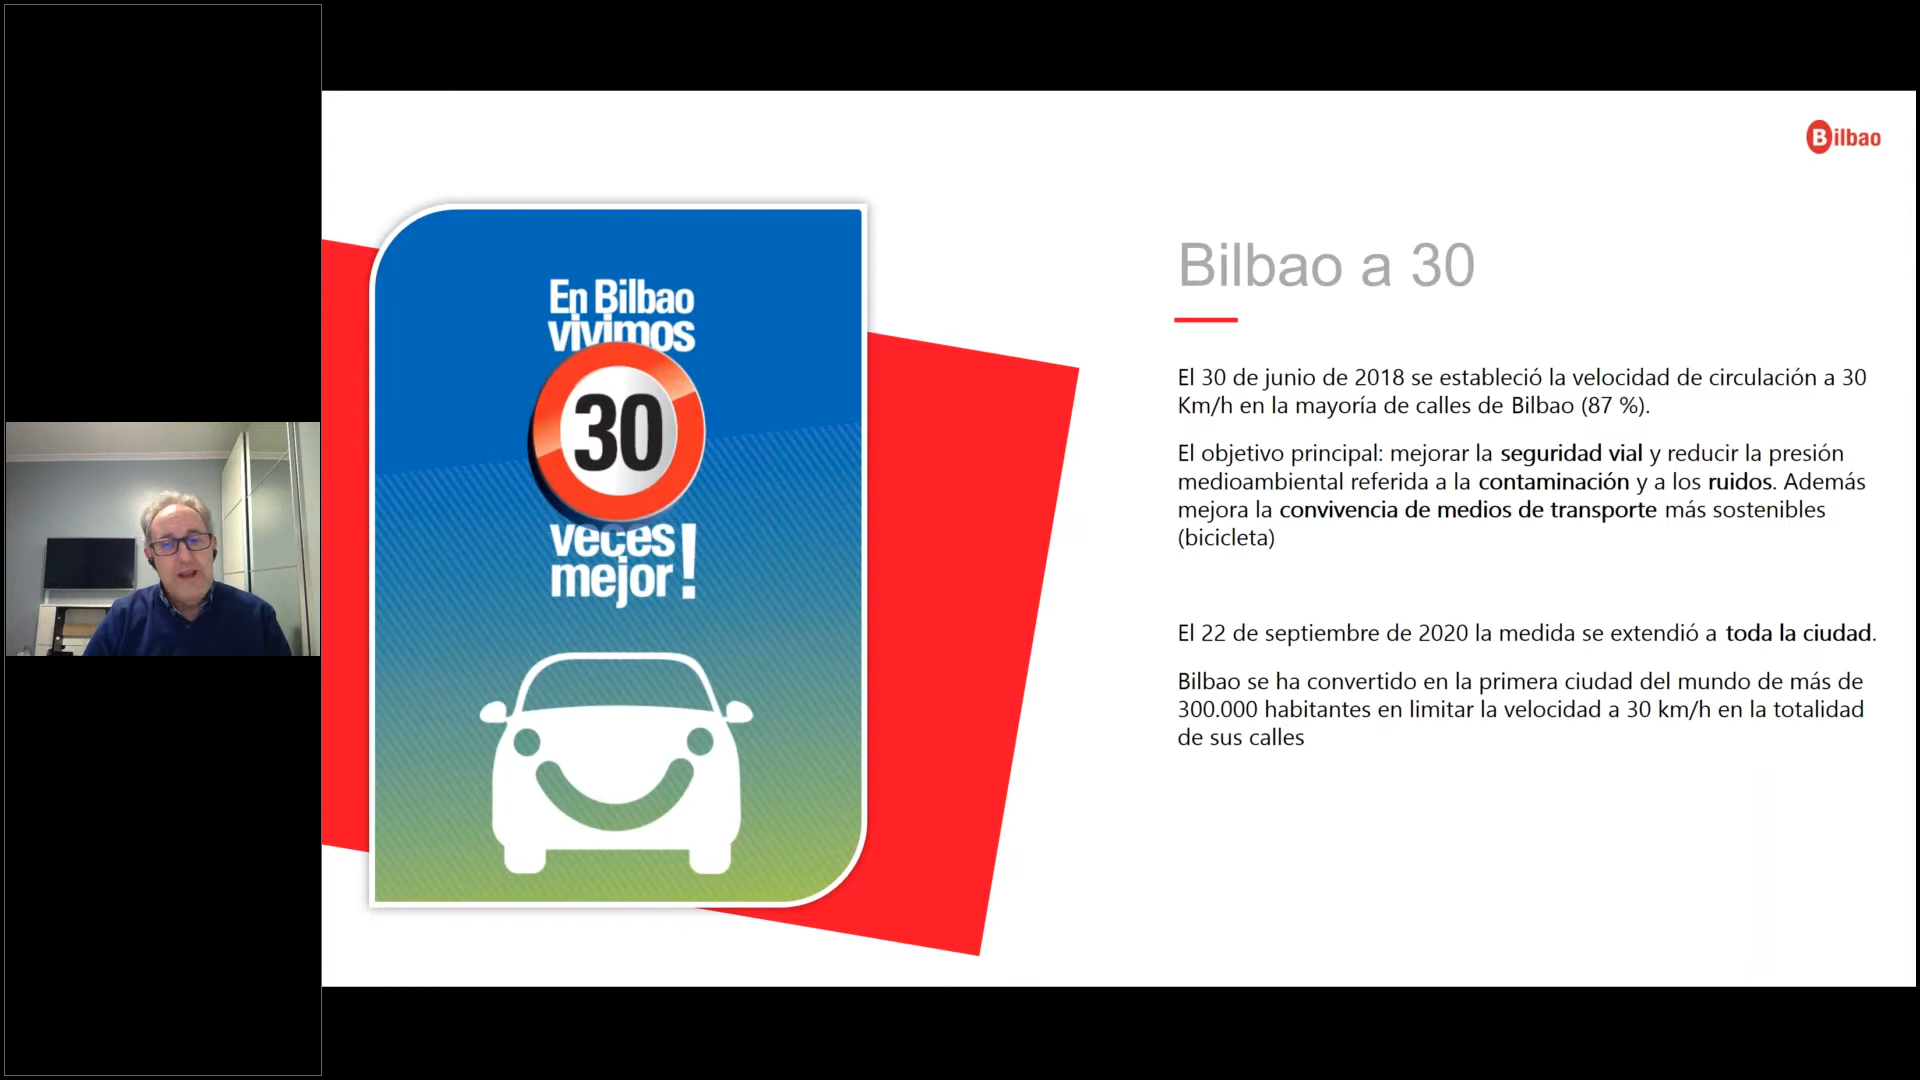 Bilbao
En Bilbao
vivimos
30
veces
mejor!
Bilbao a 30
El 30 de junio de 2018 se estableció la velocidad de circulación a 30
Km/h en la mayoría de calles de Bilbao (87 %).
El objetivo principal: mejorar la seguridad vial y reducir la presión
medioambiental referida a la contaminación y a los ruidos. Además
mejora la convivencia de medios de transporte más sostenibles
(bicicleta)
El 22 de septiembre de 2020 la medida se extendió a toda la ciudad.
Bilbao se ha convertido en la primera ciudad del mundo de más de
300.000 habitantes en limitar la velocidad a 30 km/h en la totalidad
de sus calles